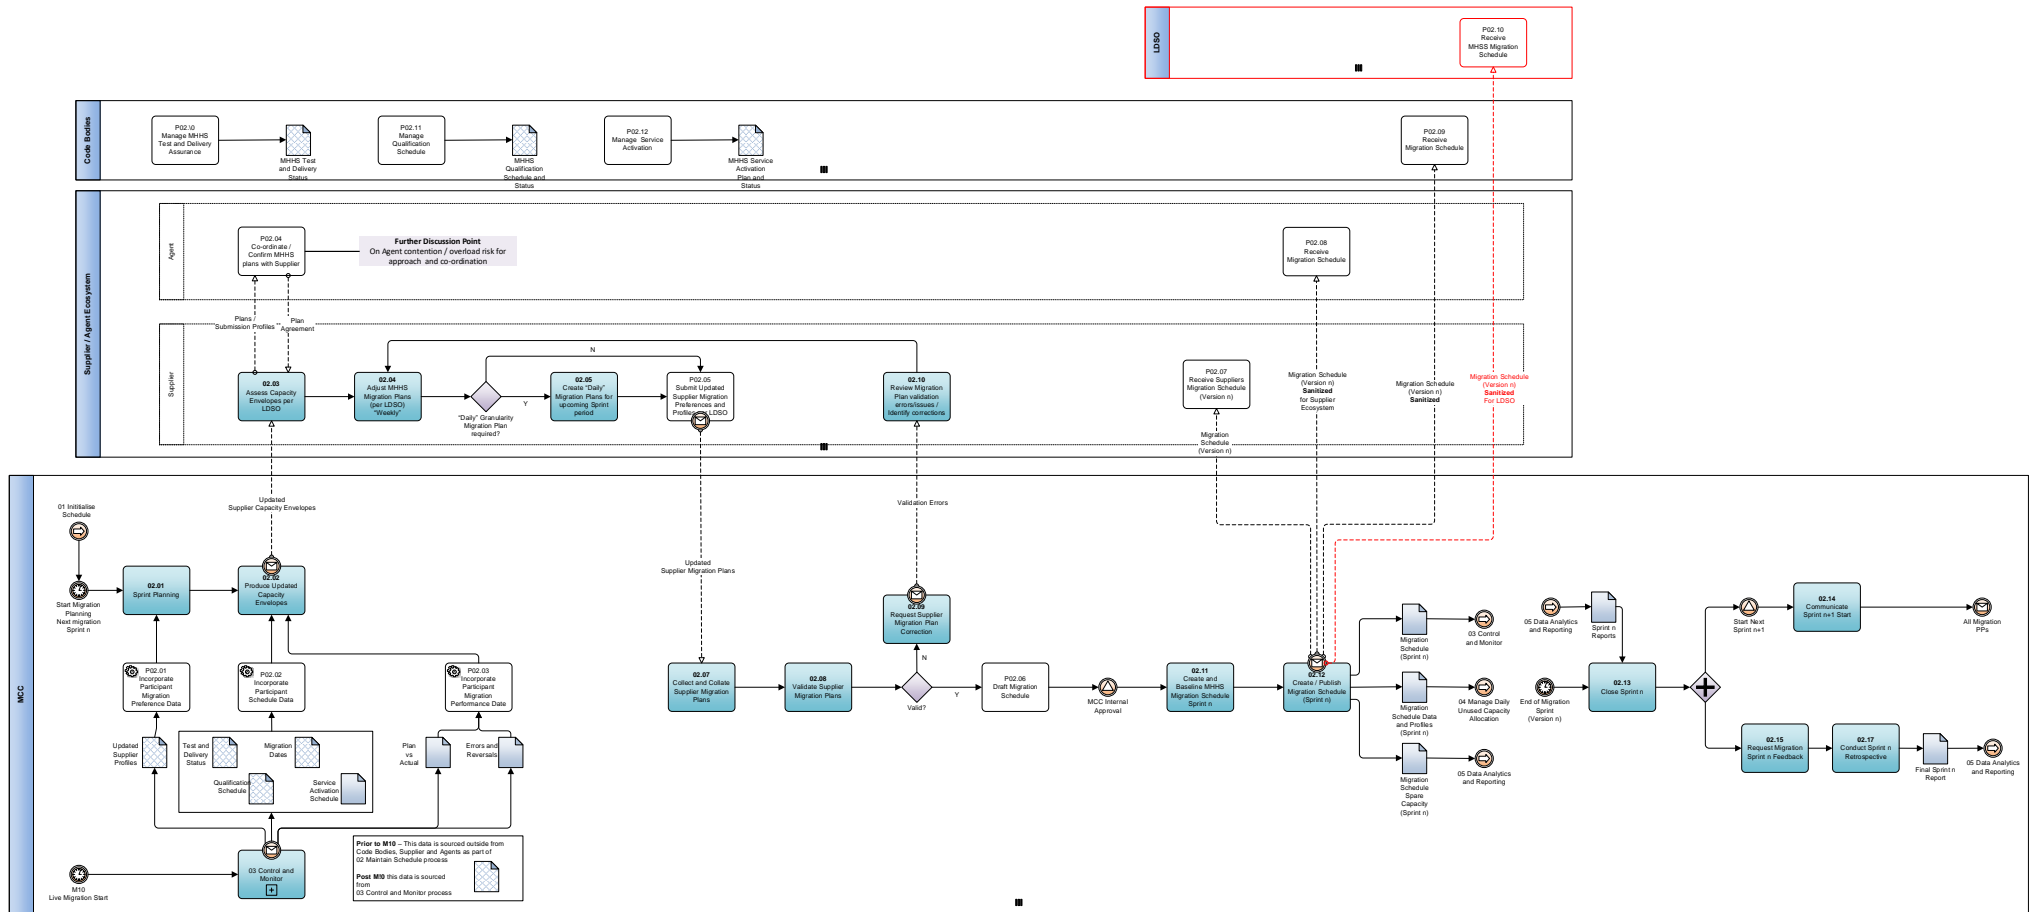 LDSO
P02.10
Receive
MHSS Migration
Schedule
Code Bodies
P02.\0
Manage MHHS
Test and Delivery
Assurance
MHHS Test
and Delivery
Status
P02.11
Manage
Qualification
Schedule
MHHS
Qualification
Schedule and
Status
P02.12
Manage Service
Activation
MHHS Service
Activation
Plan and
Status
P02.09
Receive
Migration Schedule
Supplier / Agent Ecosystem
Agent
P02.04
Co-ordinate /
Confirm MHHS
plans with Supplier
Further Discussion Point
On Agent contention / overload risk for
approach and co-ordination
P02.08
Receive
Migration Schedule
Plans /
Submission Profiles
Plan
Agreement
Supplier
02.03
Assess Capacity
Envelopes per
LDSO
02.04
Adjust MHHS
Migration Plans
(per LDSO)
"Weekly"
N
Y
"Daily" Granularity
Migration Plan
required?
02.05
Create "Daily"
Migration Plans for
upcoming Sprint
period
P02.05
Submit Updated
Supplier Migration
Preferences and
Profiles per LDSO
02.10
Review Migration
Plan validation
errors/issues /
Identify corrections
P02.07
Receive Suppliers
Migration Schedule
(Version n)
Migration
Schedule
(Version n)
Migration Schedule
(Version n)
Sanitized
for Supplier
Ecosystem
Migration Schedule
(Version n)
Sanitized
Migration Schedule
(Version n)
Sanitized
For LDSO
MCC
01 Inititialise
Schedule
Start Migration
Planning
Next migration
Sprint n
02.01
Sprint Planning
Updated
Supplier Capacity Envelopes
02.02
Produce Updated
Capacity
Envelopes
P02.01
Incorporate
Participant
Migration
Preference Data
P02.02
Incorporate
Participant
Schedule Data
P02.03
Incorporate
Participant
Migration
Performance Date
Updated
Supplier
Profiles
Test and
Delivery
Status
Migration
Dates
Qualification
Schedule
Service
Activation
Schedule
Plan
vs
Actual
Errors and
Reversals
M10
Live Migration Start
03 Control and
Monitor
Prior to M10 – This data is sourced outside from
Code Bodies, Supplier and Agents as part of
02 Maintain Schedule process
Post M!0 this data is sourced
from
03 Control and Monitor process
Updated
Supplier Migration Plans
Validation Errors
02.07
Collect and Collate
Supplier Migration
Plans
02.08
Validate Supplier
Migration Plans
02.09
Request Supplier
Migration Plan
Correction
N
Y
Valid?
P02.06
Draft Migration
Schedule
MCC Internal
Approval
02.11
Create and
Baseline MHHS
Migration Schedule
Sprint n
02.12
Create / Publish
Migration Schedule
(Sprint n)
Migration
Schedule
(Sprint n)
03 Control
and Monitor
Migration
Schedule Data
and Profiles
(Sprint n)
04 Manage Daily
Unused Capacity
Allocation
Migration
Schedule
Spare
Capacity
(Sprint n)
05 Data Analytics
and Reporting
05 Data Analytics
and Reporting
Sprint n
Reports
End of Migration
Sprint
(Version n)
02.13
Close Sprint n
Start Next
Sprint n+1
02.14
Communicate
Sprint n+1 Start
All Migration
PPs
02.15
Request Migration
Sprint n Feedback
02.17
Conduct Sprint n
Retrospective
Final Sprint n
Report
05 Data Analytics
and Reporting